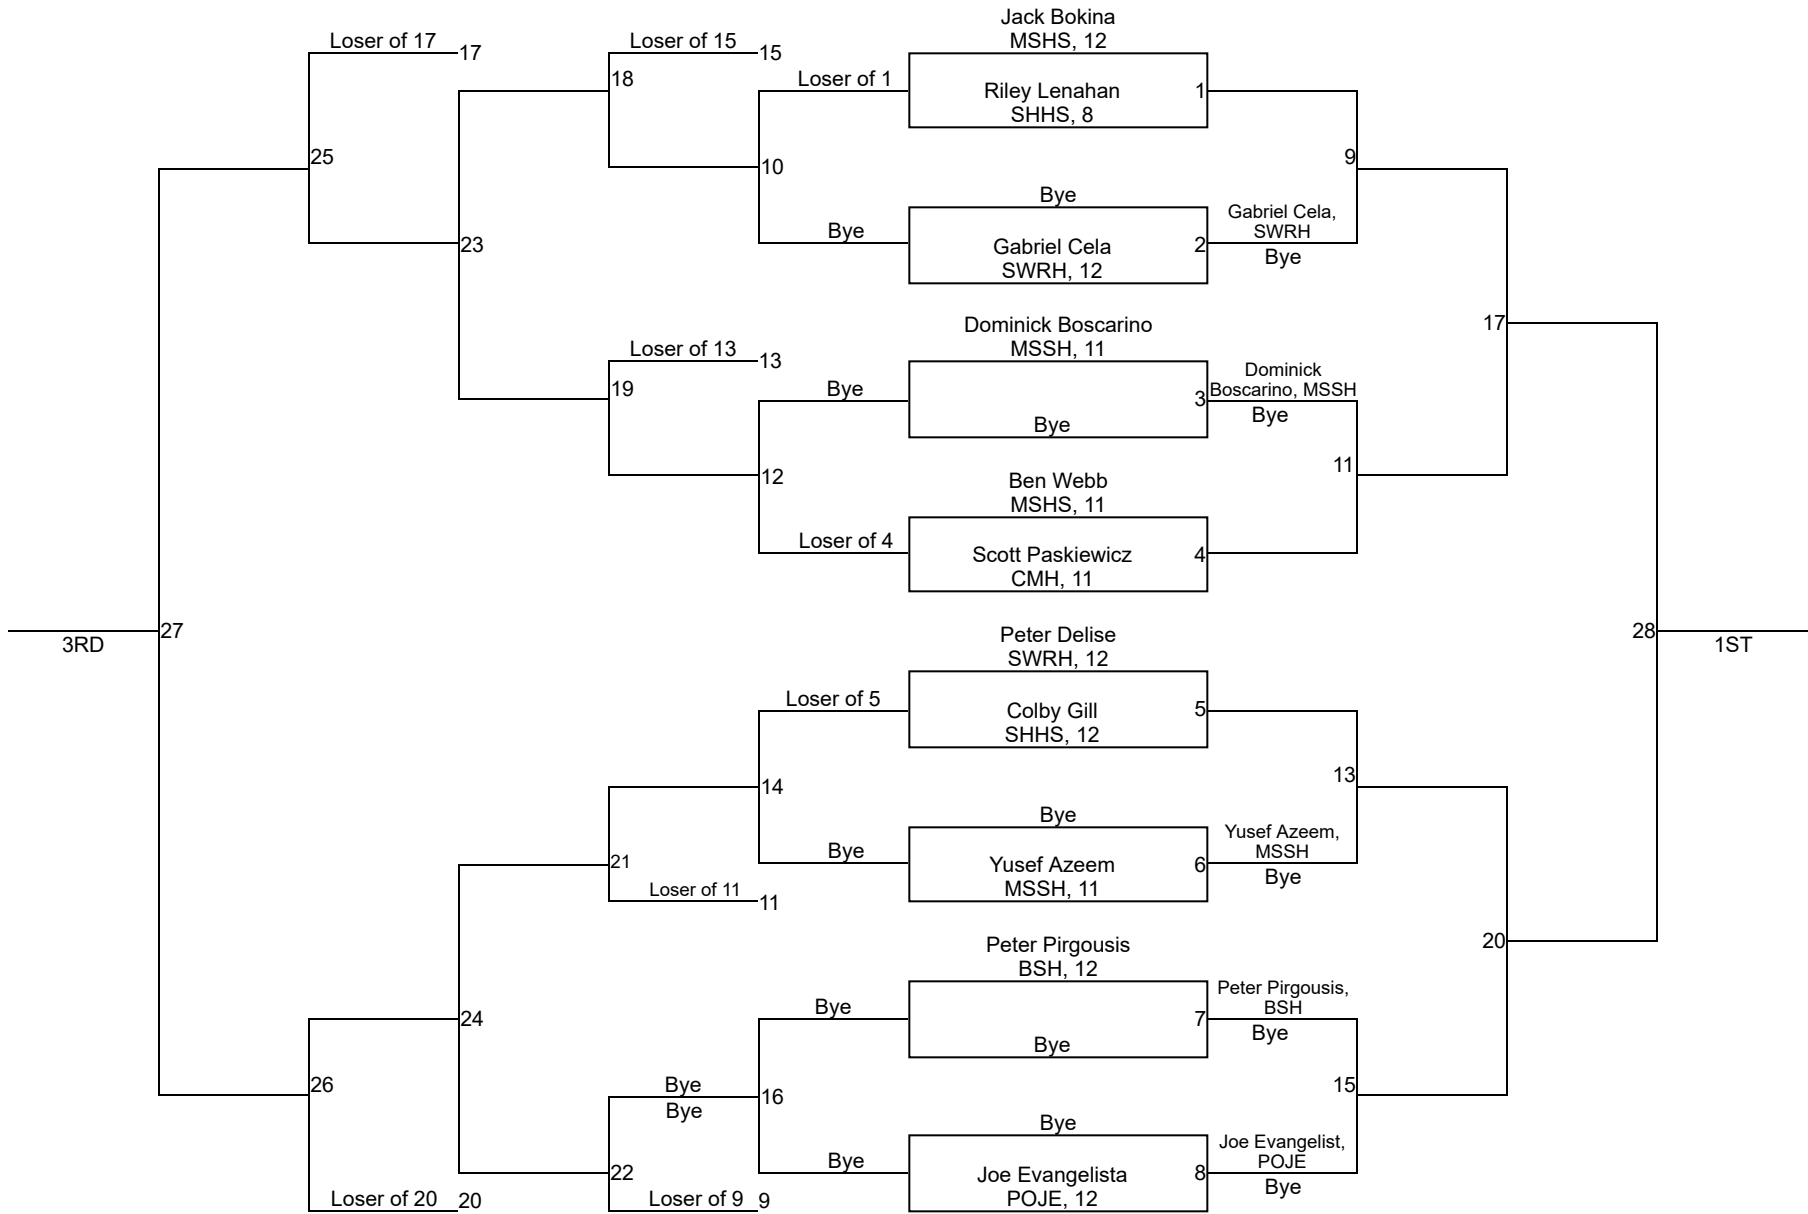 Jack Bokina
MSHS, 12
Loser of 17
17
Loser of 15
15
18
Loser of 1
Riley Lenahan
SHHS, 8
1
25
10
9
Bye
Gabriel Cela,
SWRH
Bye
23
Bye
Gabriel Cela
SWRH, 12
2
Dominick Boscarino
MSSH, 11
17
Loser of 13
13
19
Bye
Dominick
Boscarino, MSSH
3
Bye
Bye
12
11
Ben Webb
MSHS, 11
Loser of 4
Scott Paskiewicz
CMH, 11
4
3RD
27
Peter Delise
SWRH, 12
28
1ST
Loser of 5
Colby Gill
SHHS, 12
5
14
13
Bye
Yusef Azeem,
MSSH
Bye
21
Bye
Yusef Azeem
MSSH, 11
6
Loser of 11
11
Peter Pirgousis
BSH, 12
20
Peter Pirgousis,
BSH
Bye
24
Bye
7
Bye
26
Bye
Bye
16
15
Bye
Joe Evangelist,
POJE
Bye
22
Bye
Joe Evangelista
POJE, 12
8
Loser of 20
20
Loser of 9
9